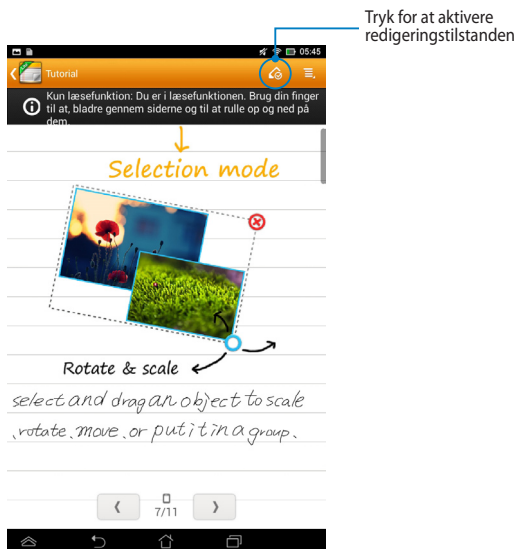 Tryk for at aktivere
redigeringstilstanden
05:45
Tutorial
Kun læsefunktion: Du er i læsefunktionen. Brug din finger
til at, bladre gennem siderne og til at rulle op og ned på
dem.
Selection mode
Rotate & scale
select and drag an object to scale
, rotate, move, or put it in a group.
7/11